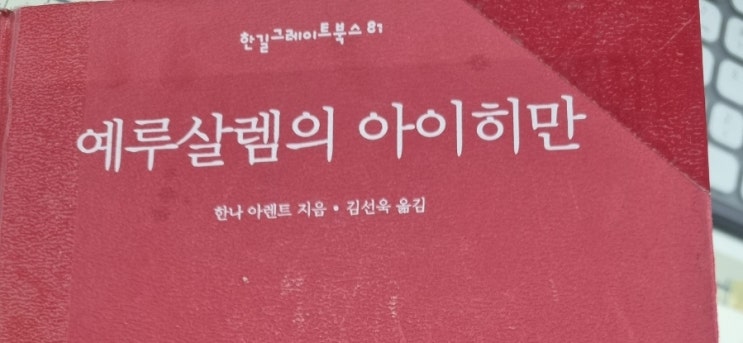 한길그레이트북스 81
예루살렘의 아이히만
한나 아렌트 지음 • 김선욱 옮김